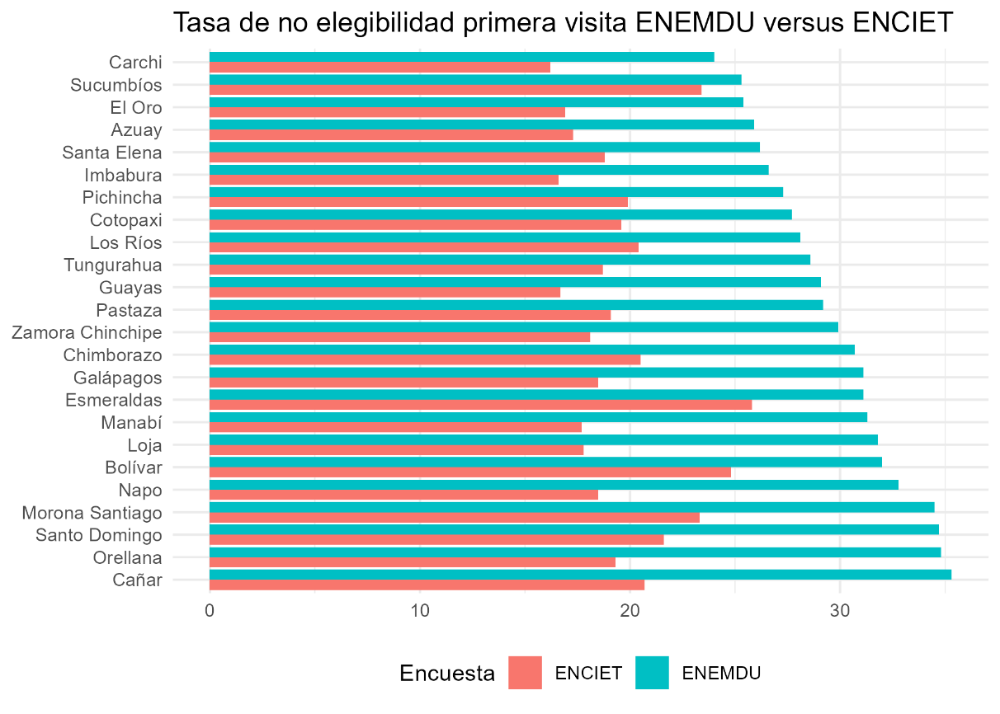 Tasa de no elegibilidad primera visita ENEMDU versus ENCIET
Carchi
Sucumbíos
El Oro
Azuay
Santa Elena
Imbabura
Pichincha
Cotopaxi
Los Ríos
Tungurahua
Guayas
Pastaza
Zamora Chinchipe
Chimborazo
Galápagos
Esmeraldas
Manabí
Loja
Bolívar
Napo
Morona Santiago
Santo Domingo
Orellana
Cañar
0 10 20 30
Encuesta ENCIET ENEMDU